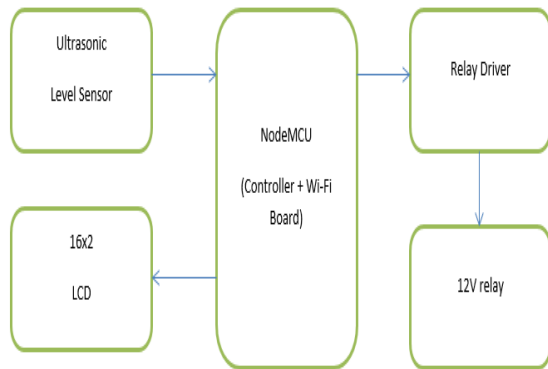 Ultrasonic
Level Sensor
NodeMCU
(Controller + Wi-Fi
Board)
Relay Driver
16x2
LCD
12V relay